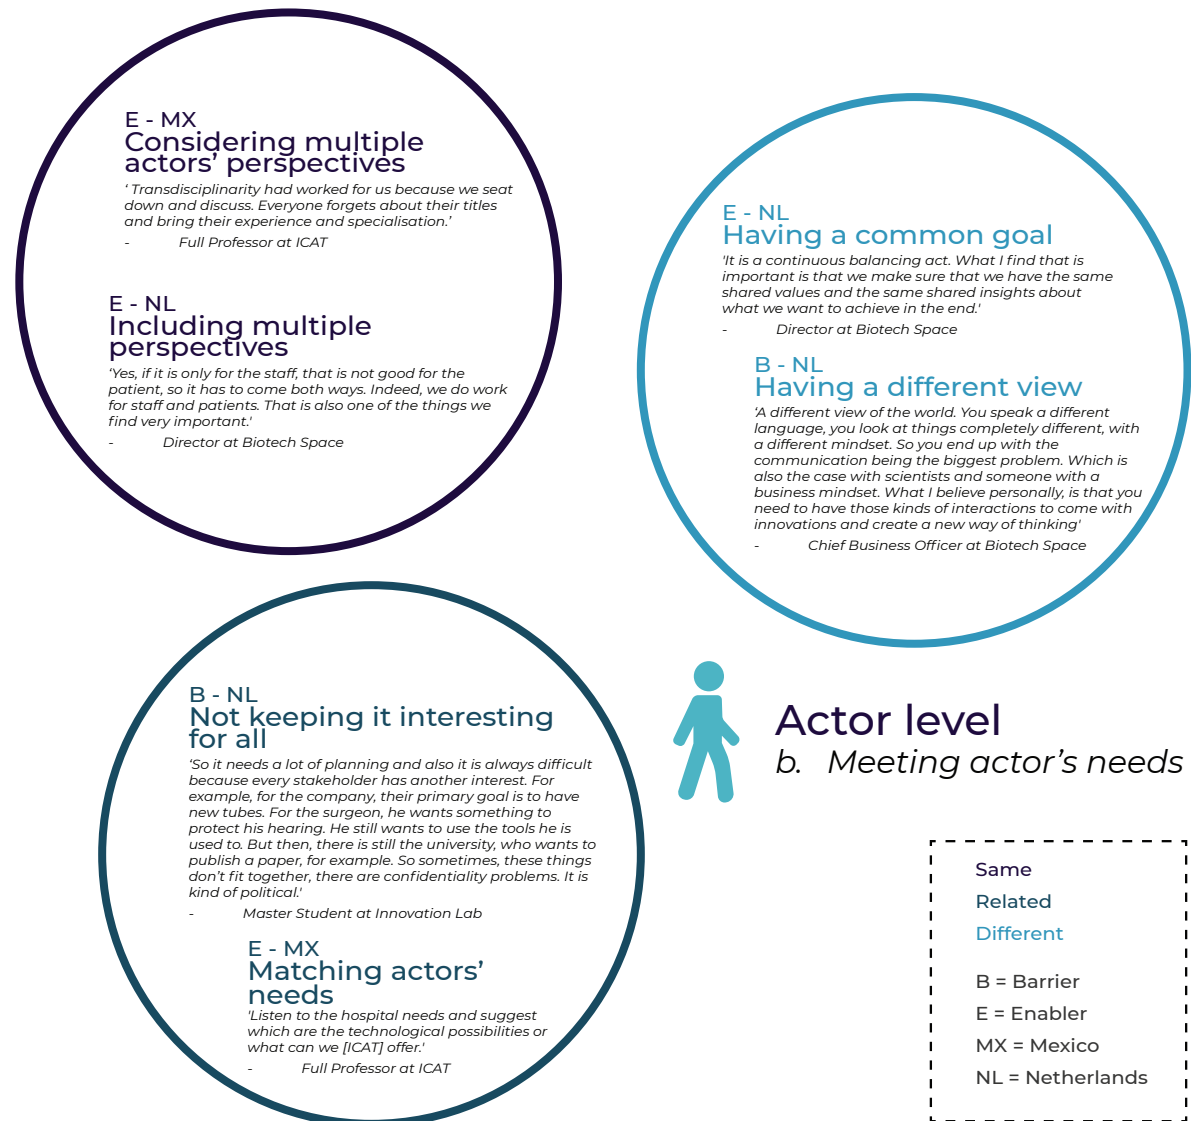 E - MX
Considering multiple
actors’ perspectives
‘ Transdisciplinarity had worked for us because we seat
down and discuss. Everyone forgets about their titles
and bring their experience and specialisation.’
- Full Professor at ICAT
E - NL
Including multiple
perspectives
‘Yes, if it is only for the staff, that is not good for the
patient, so it has to come both ways. Indeed, we do work
for staff and patients. That is also one of the things we
find very important.'
- Director at Biotech Space
E - NL
Having a common goal
'It is a continuous balancing act. What I find that is
important is that we make sure that we have the same
shared values and the same shared insights about
what we want to achieve in the end.'
- Director at Biotech Space
B - NL
Having a different view
'A different view of the world. You speak a different
language, you look at things completely different, with
a different mindset. So you end up with the
communication being the biggest problem. Which is
also the case with scientists and someone with a
business mindset. What I believe personally, is that you
need to have those kinds of interactions to come with
innovations and create a new way of thinking'
- Chief Business Officer at Biotech Space
B - NL
Not keeping it interesting
for all
‘So it needs a lot of planning and also it is always difficult
because every stakeholder has another interest. For
example, for the company, their primary goal is to have
new tubes. For the surgeon, he wants something to
protect his hearing. He still wants to use the tools he is
used to. But then, there is still the university, who wants to
publish a paper, for example. So sometimes, these things
don’t fit together, there are confidentiality problems. It is
kind of political.'
- Master Student at Innovation Lab
E - MX
Matching actors’
needs
'Listen to the hospital needs and suggest
which are the technological possibilities or
what can we [ICAT] offer.'
- Full Professor at ICAT
Actor level
b. Meeting actor’s needs
Same
Related
Different
B = Barrier
E = Enabler
MX = Mexico
NL = Netherlands